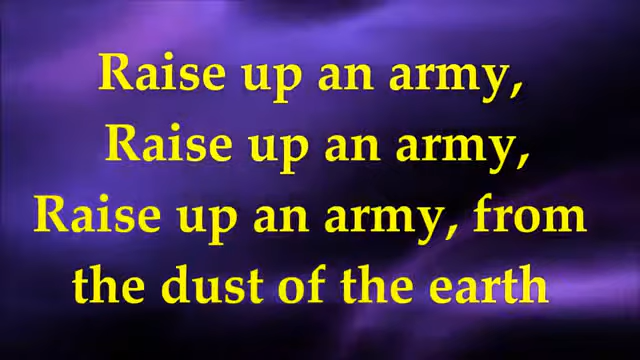 Raise up an army,
Raise up an army,
Raise up an army, from
the dust of the earth